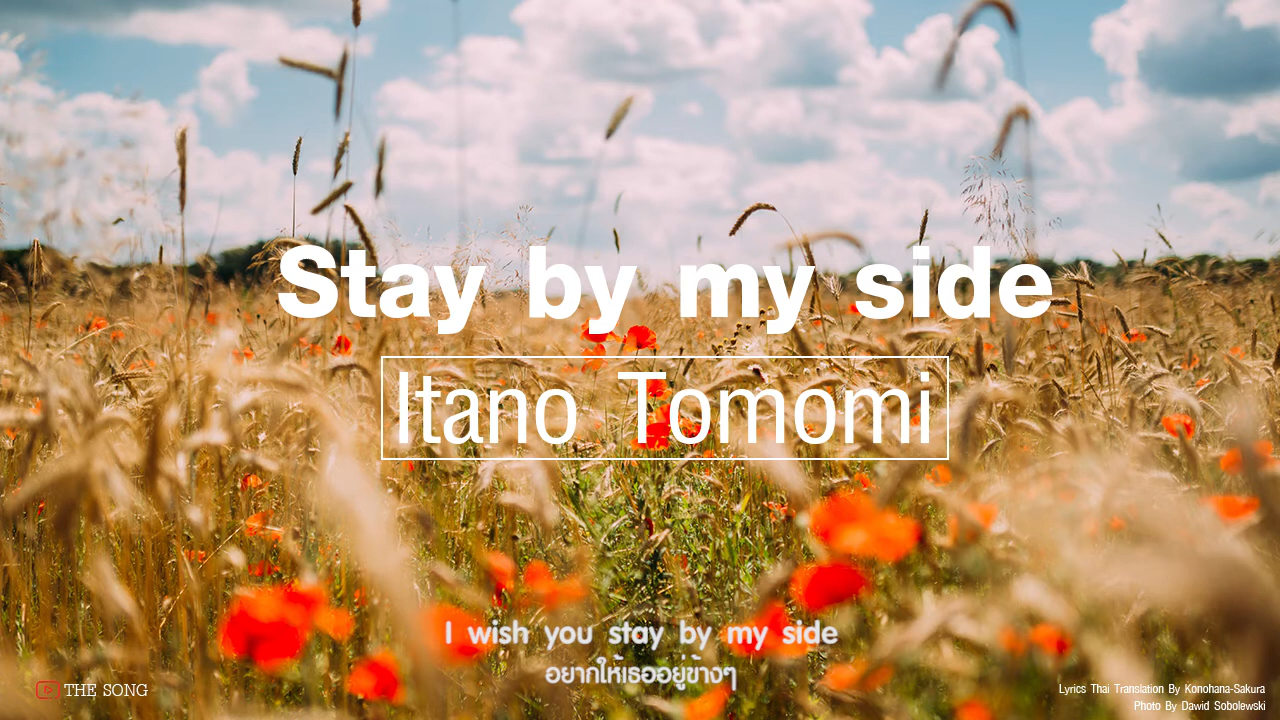 Stay by my side
Itano Tomomi
I wish you stay by my side
อยากให้เธออยู่ข้างๆ
THE SONG
Lyrics Thai Translation By Konohana-Sakura
Photo By Dawid Sobolewski